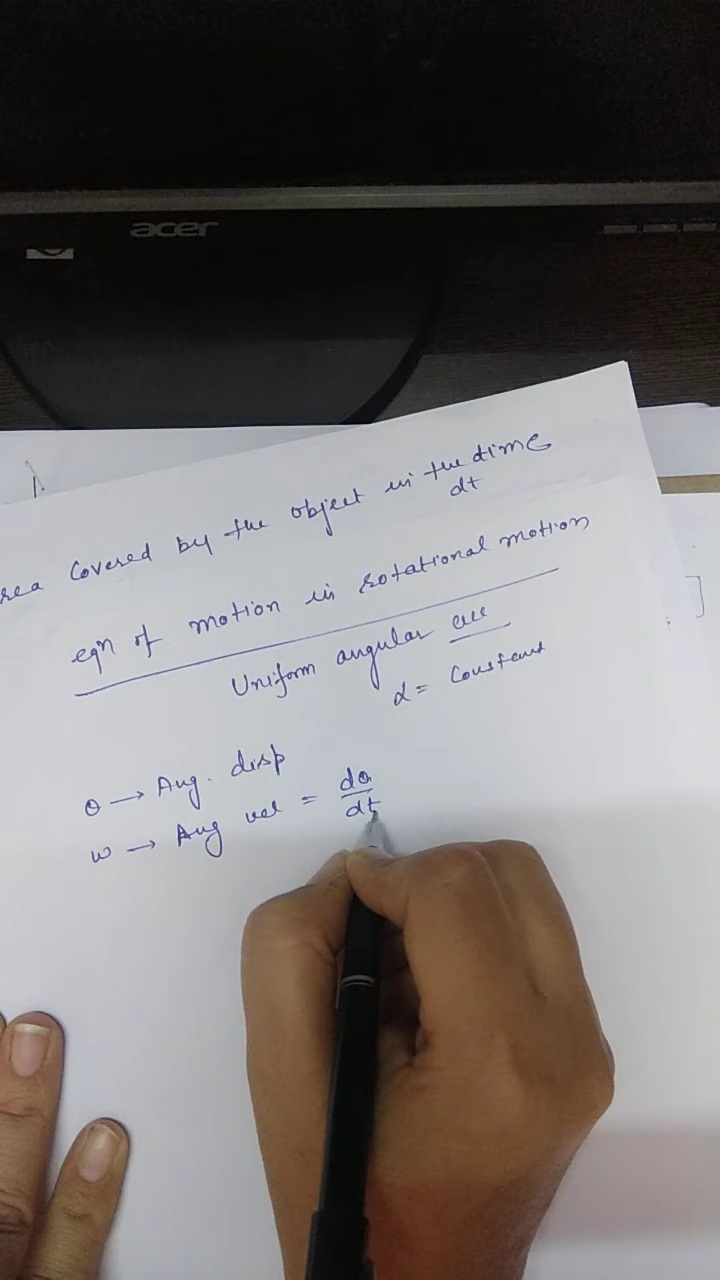 acer
Covered by the object in the time
dt
eqn of motion in rotational motion
Uniform angular acc
α = Constant
θ → Ang. disp
ω → Ang vel = dθ
dt